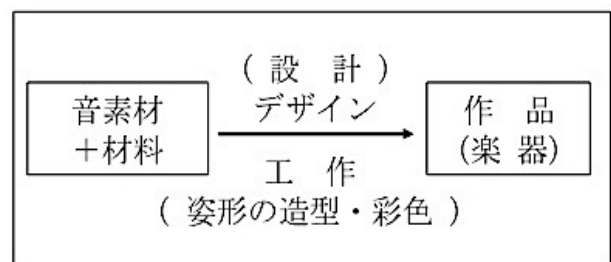 音素材
＋材料
( 設 計 )
デザイン
工 作
( 姿形の造型・彩色 )
作 品
(楽 器)